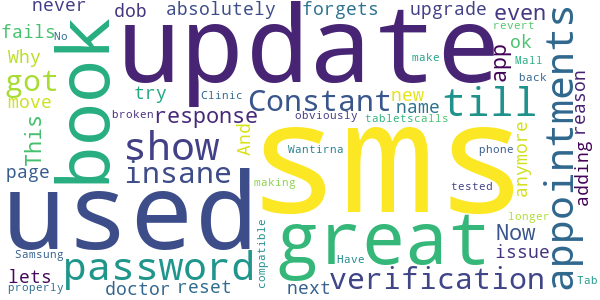 never dob absolutely forgets upgrade even
fails No update revert
Why book ok
got Mall
move try Clinic Constant new till app back
This response name make appointments
broken obviously tabletscalls
show And sms anymore reason
insane Wantirna phone adding
page used making tested
great longer
Samsung password compatible Now
lets Have issue
properly doctor reset next verification Tab